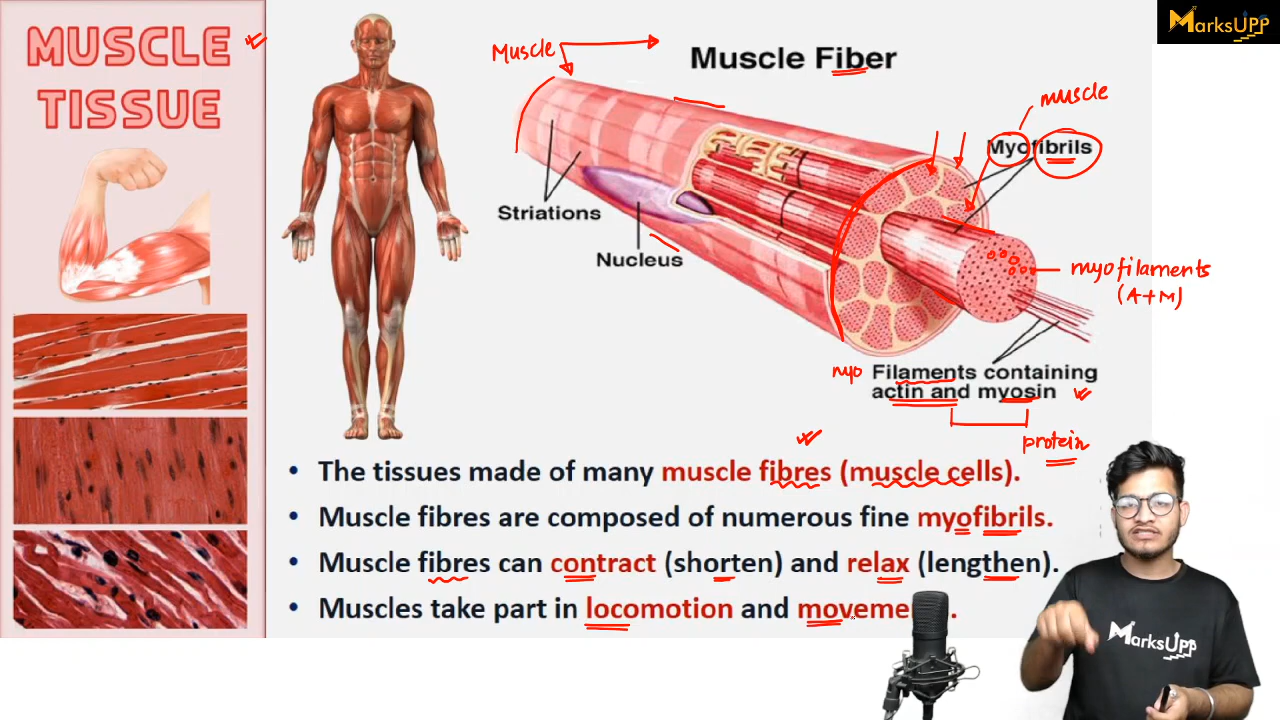 MUSCLE
TISSUE
MarksUPP
Muscle
Muscle Fiber
muscle
Myofibrils
Striations
Nucleus
myofilaments
(A+M)
myo Filaments containing
actin and myosin
protein
• The tissues made of many muscle fibres (muscle cells).
• Muscle fibres are composed of numerous fine myofibrils.
• Muscle fibres can contract (shorten) and relax (lengthen).
• Muscles take part in locomotion and moveme .
MarksUPP